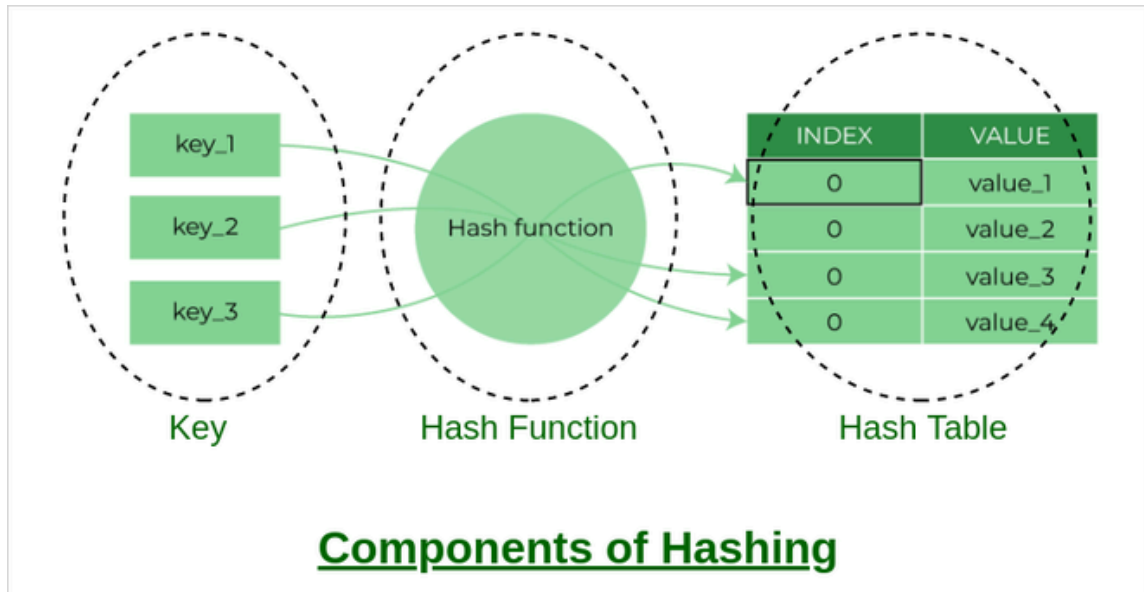 key_1
key_2
key_3
Key
Hash function
Hash Function
INDEX VALUE
0 value_1
0 value_2
0 value_3
0 value_4
Hash Table
Components of Hashing